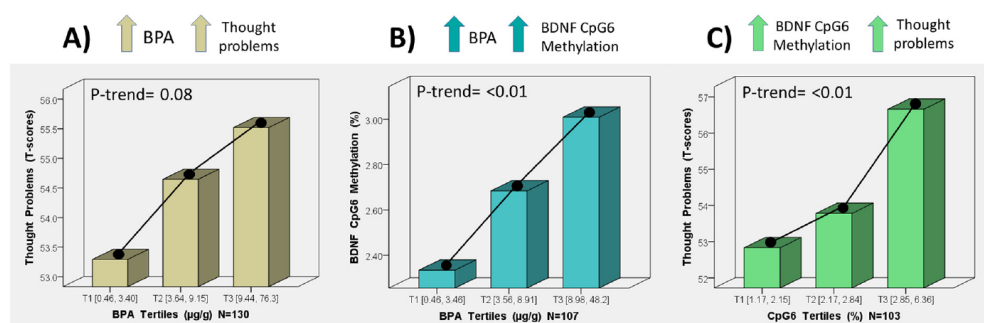 A)
BPA
Thought
problems
P-trend= 0.08
Thought Problems (T-scores)
56.0
55.5
55.0
54.5
54.0
53.5
53.0
T1 [0.46, 3.40]
T2 [3.64, 9.15]
T3 [9.44, 76.3]
BPA Tertiles (µg/g) N=130
B)
BPA
BDNF CpG6
Methylation
P-trend= <0.01
BDNF CpG6 Methylation (%)
3.00
2.80
2.60
2.40
T1 [0.46, 3.46]
T2 [3.56, 8.91]
T3 [8.98, 48.2]
BPA Tertiles (µg/g) N=107
C)
BDNF CpG6
Methylation
Thought
problems
P-trend= <0.01
Thought Problems (T-scores)
57
56
55
54
53
52
T1 [1.17, 2.15]
T2 [2.17, 2.84]
T3 [2.85, 6.36]
CpG6 Tertiles (%) N=103